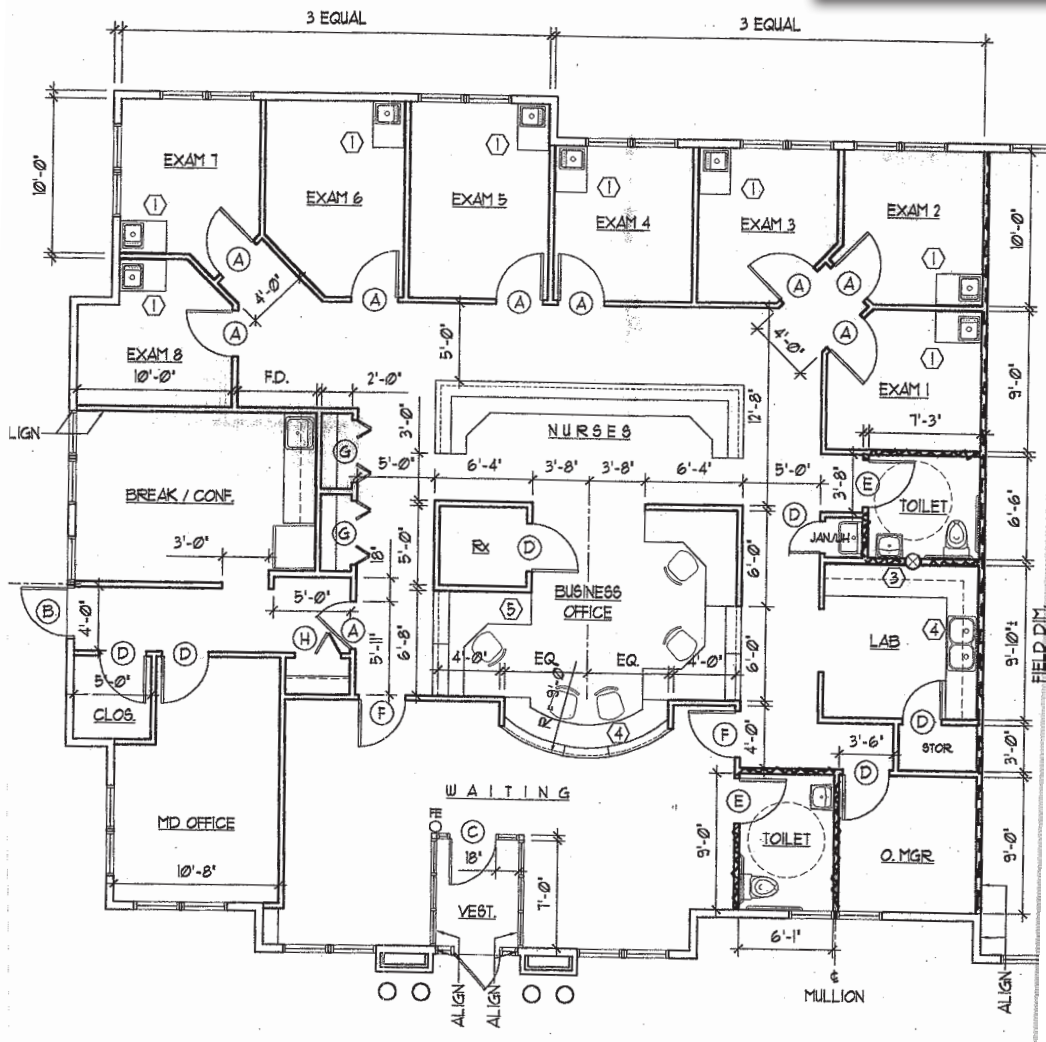 3 EQUAL
3 EQUAL
10'-0"
EXAM 7
EXAM 6
EXAM 5
EXAM 4
EXAM 3
EXAM 2
1
1
1
1
1
1
10'-0"
A
4'-0"
A
A
A
A
A
1
A
EXAM 8
10'-0"
F.D.
2'-0"
5'-0"
4'-0"
A
EXAM 1
1
9'-0"
7'-3"
LIGN
3'-0"
NURSES
12'-8"
G
5'-0"
6'-4"
3'-8"
3'-8"
6'-4"
5'-0"
3'-8"
E
TOILET
6'-6"
BREAK / CONF.
3'-0"
G
18"
5'-0"
RX
D
D
JAN/WH
6'-0"
BUSINESS
OFFICE
5
3
B
4'-0"
5'-0"
H
A
5'-11"
6'-8"
LAB
4
9'-10"±
FIELD DIM.
D
D
5'-0"
CLOS.
4'-0"
EQ.
EQ.
4'-0"
6'-0"
R
4
F
F
4'-0"
D
STOR
3'-6"
3'-0"
D
WAITING
MD OFFICE
10'-8"
FE
C
18"
VEST.
7'-0"
9'-0"
E
TOILET
O. MGR.
9'-0"
6'-1"
ALIGN
ALIGN
MULLION
ALIGN